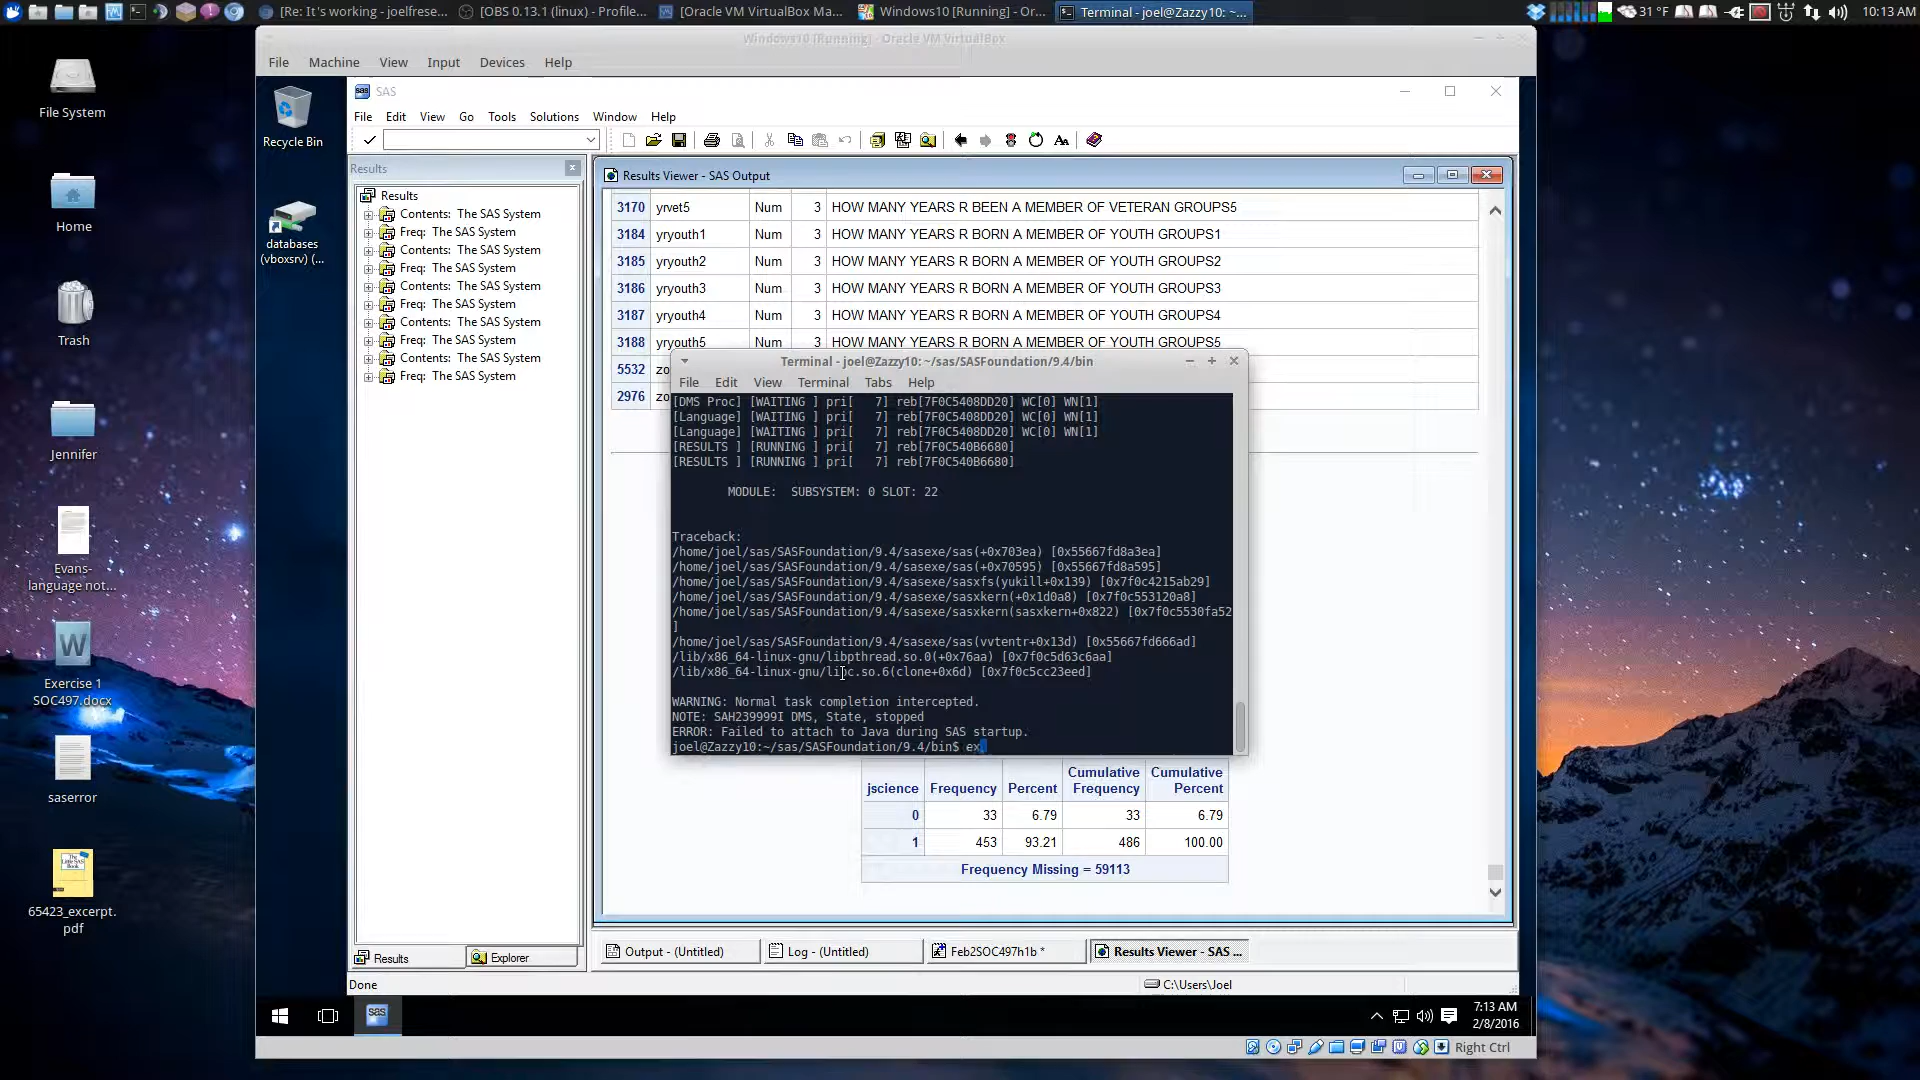 [Re: It's working - joelfrese...
[OBS 0.13.1 (linux) - Profile...
[Oracle VM VirtualBox Ma...
Windows10 [Running] - Or...
Terminal - joel@Zazzy10: ~...
31 °F
10:13 AM
Windows10 [Running] - Oracle VM VirtualBox
File Machine View Input Devices Help
File System
Home
Trash
Jennifer
Evans-
language not...
Exercise 1
SOC497.docx
saserror
The Little SAS Book
65423_excerpt.
pdf
Recycle Bin
databases
(vboxsrv) (...
sas SAS
File Edit View Go Tools Solutions Window Help
Results
Results
Contents: The SAS System
Freq: The SAS System
Contents: The SAS System
Freq: The SAS System
Contents: The SAS System
Freq: The SAS System
Contents: The SAS System
Freq: The SAS System
Contents: The SAS System
Freq: The SAS System
Results Explorer
Results Viewer - SAS Output
3170 yrvet5 Num 3 HOW MANY YEARS R BEEN A MEMBER OF VETERAN GROUPS5
3184 yryouth1 Num 3 HOW MANY YEARS R BORN A MEMBER OF YOUTH GROUPS1
3185 yryouth2 Num 3 HOW MANY YEARS R BORN A MEMBER OF YOUTH GROUPS2
3186 yryouth3 Num 3 HOW MANY YEARS R BORN A MEMBER OF YOUTH GROUPS3
3187 yryouth4 Num 3 HOW MANY YEARS R BORN A MEMBER OF YOUTH GROUPS4
3188 yryouth5 Num 3 HOW MANY YEARS R BORN A MEMBER OF YOUTH GROUPS5
5532 zo
2976 zo
Terminal - joel@Zazzy10: ~/sas/SASFoundation/9.4/bin
File Edit View Terminal Tabs Help
[DMS Proc] [WAITING ] pri[ 7] reb[7F0C5408DD20] WC[0] WN[1]
[Language] [WAITING ] pri[ 7] reb[7F0C5408DD20] WC[0] WN[1]
[Language] [WAITING ] pri[ 7] reb[7F0C5408DD20] WC[0] WN[1]
[RESULTS ] [RUNNING ] pri[ 7] reb[7F0C540B6680]
[RESULTS ] [RUNNING ] pri[ 7] reb[7F0C540B6680]
MODULE: SUBSYSTEM: 0 SLOT: 22
Traceback:
/home/joel/sas/SASFoundation/9.4/sasexe/sas(+0x703ea) [0x55667fd8a3ea]
/home/joel/sas/SASFoundation/9.4/sasexe/sas(+0x70595) [0x55667fd8a595]
/home/joel/sas/SASFoundation/9.4/sasexe/sasxfs(yukill+0x139) [0x7f0c4215ab29]
/home/joel/sas/SASFoundation/9.4/sasexe/sasxkern(+0x1d0a8) [0x7f0c553120a8]
/home/joel/sas/SASFoundation/9.4/sasexe/sasxkern(sasxkern+0x822) [0x7f0c5530fa52
]
/home/joel/sas/SASFoundation/9.4/sasexe/sas(vvtentr+0x13d) [0x55667fd666ad]
/lib/x86_64-linux-gnu/libpthread.so.0(+0x76aa) [0x7f0c5d63c6aa]
/lib/x86_64-linux-gnu/libc.so.6(clone+0x6d) [0x7f0c5cc23eed]
WARNING: Normal task completion intercepted.
NOTE: SAH239999I DMS, State, stopped
ERROR: Failed to attach to Java during SAS startup.
joel@Zazzy10:~/sas/SASFoundation/9.4/bin$ ex
jscience Frequency Percent Cumulative Frequency Cumulative Percent
0 33 6.79 33 6.79
1 453 93.21 486 100.00
Frequency Missing = 59113
Output - (Untitled)
Log - (Untitled)
Feb2SOC497h1b *
Results Viewer - SAS ...
Done
C:\Users\Joel
sas
7:13 AM
2/8/2016
Right Ctrl